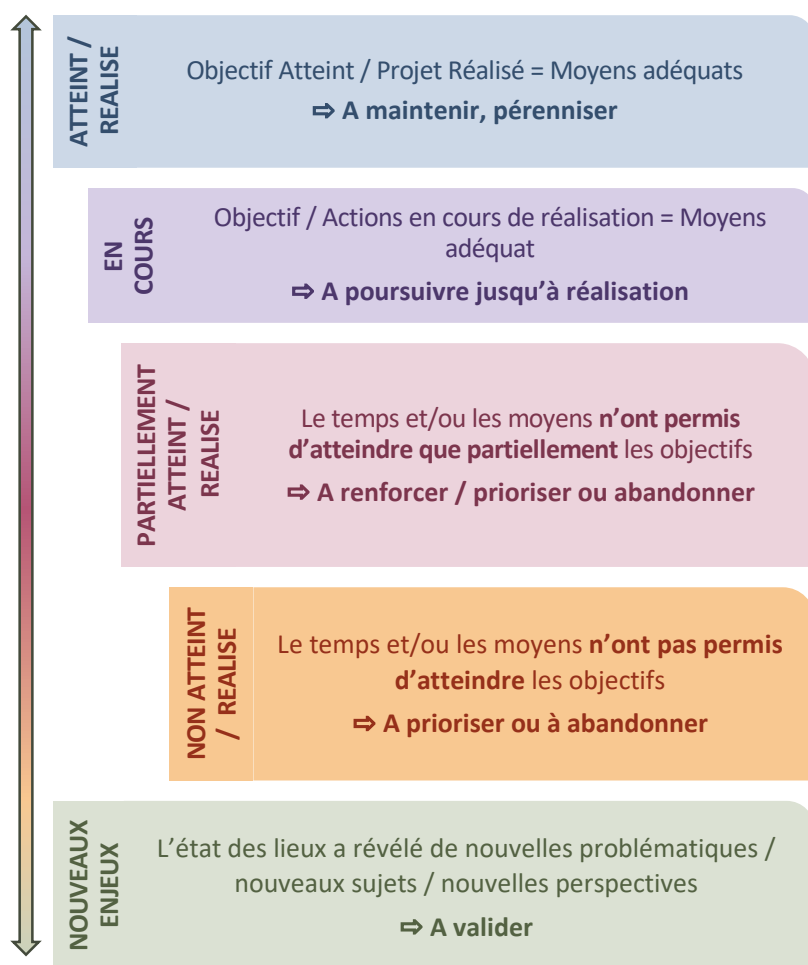 ATTEINT /
REALISE
Objectif Atteint / Projet Réalisé = Moyens adéquats
⇨ A maintenir, pérenniser
EN
COURS
Objectif / Actions en cours de réalisation = Moyens
adéquat
⇨ A poursuivre jusqu’à réalisation
PARTIELLEMENT
ATTEINT /
REALISE
Le temps et/ou les moyens n’ont permis
d’atteindre que partiellement les objectifs
⇨ A renforcer / prioriser ou abandonner
NON ATTEINT
/ REALISE
Le temps et/ou les moyens n’ont pas permis
d’atteindre les objectifs
⇨ A prioriser ou à abandonner
NOUVEAUX
ENJEUX
L’état des lieux a révélé de nouvelles problématiques /
nouveaux sujets / nouvelles perspectives
⇨ A valider